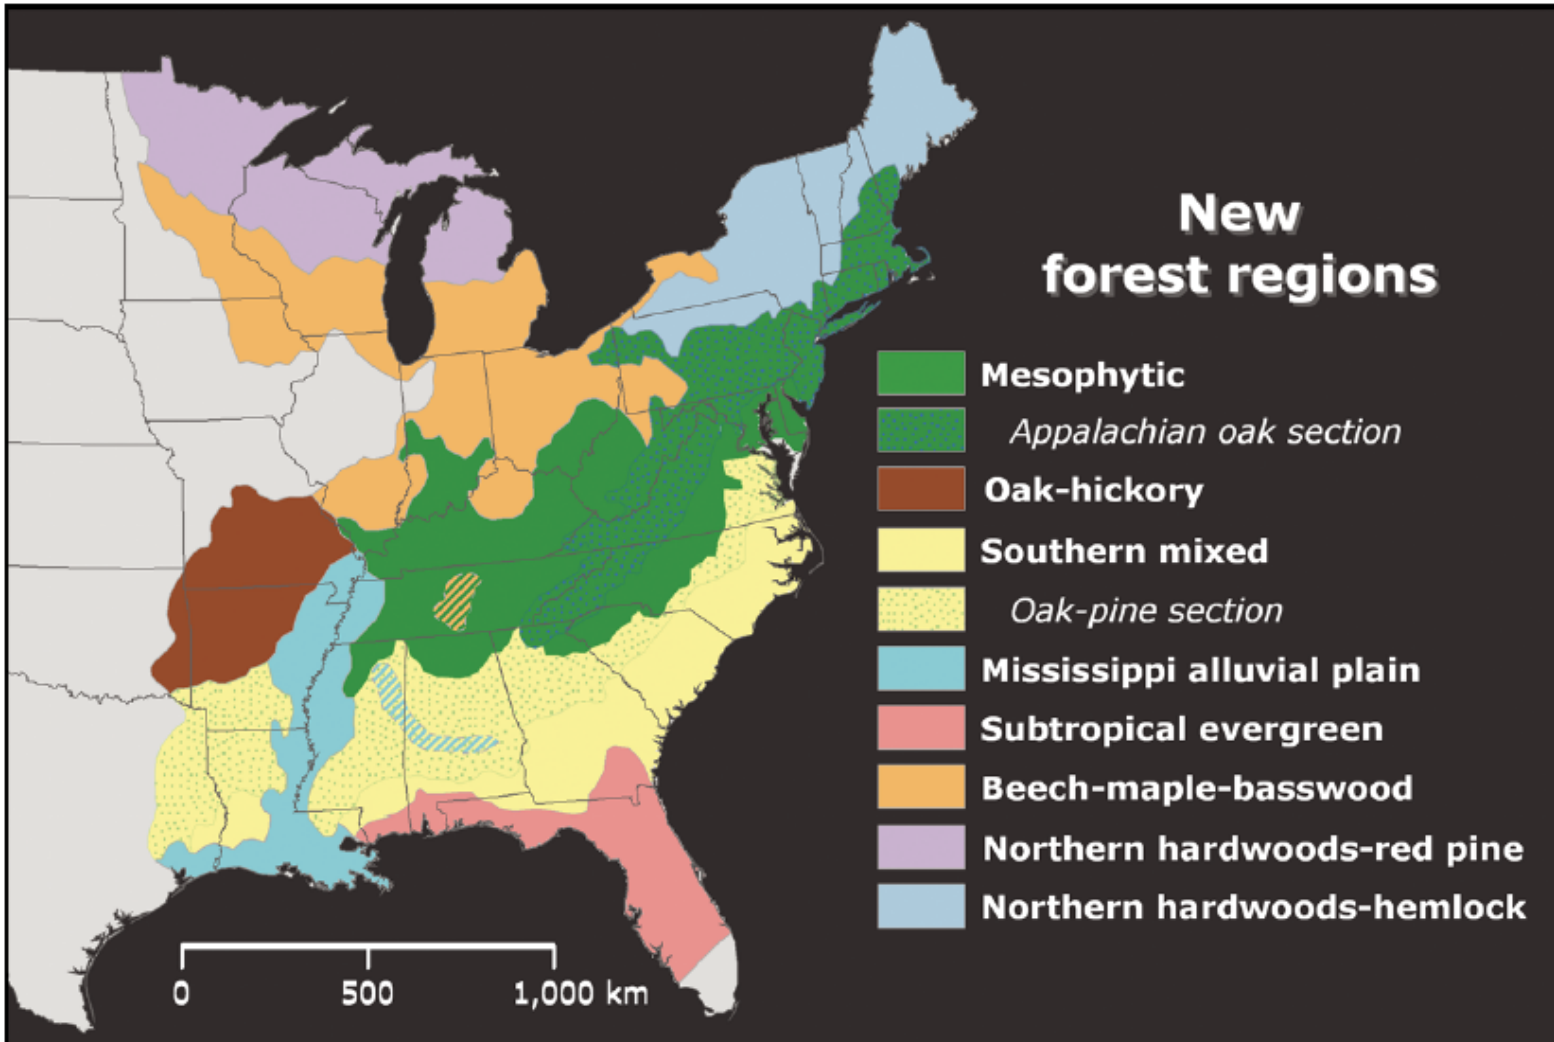 New
forest regions
Mesophytic
Appalachian oak section
Oak-hickory
Southern mixed
Oak-pine section
Mississippi alluvial plain
Subtropical evergreen
Beech-maple-basswood
Northern hardwoods-red pine
Northern hardwoods-hemlock
0 500 1,000 km